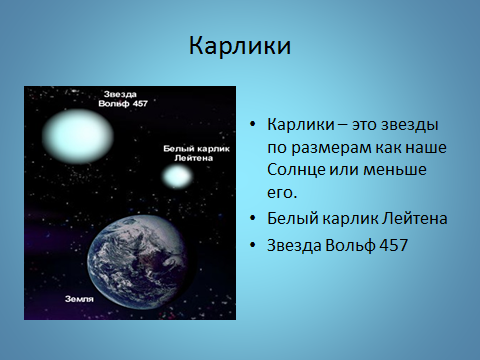 Карлики
Звезда
Вольф 457
Белый карлик
Лейтена
Земля
• Карлики – это звезды
по размерам как наше
Солнце или меньше
его.
• Белый карлик Лейтена
• Звезда Вольф 457